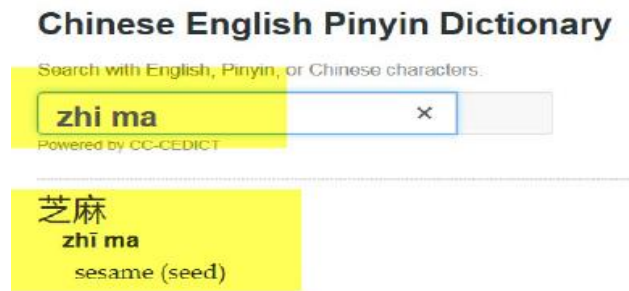 Chinese English Pinyin Dictionary
Search with English, Pinyin, or Chinese characters.
zhi ma ×
Powered by CC-CEDICT
芝麻
zhī ma
sesame (seed)